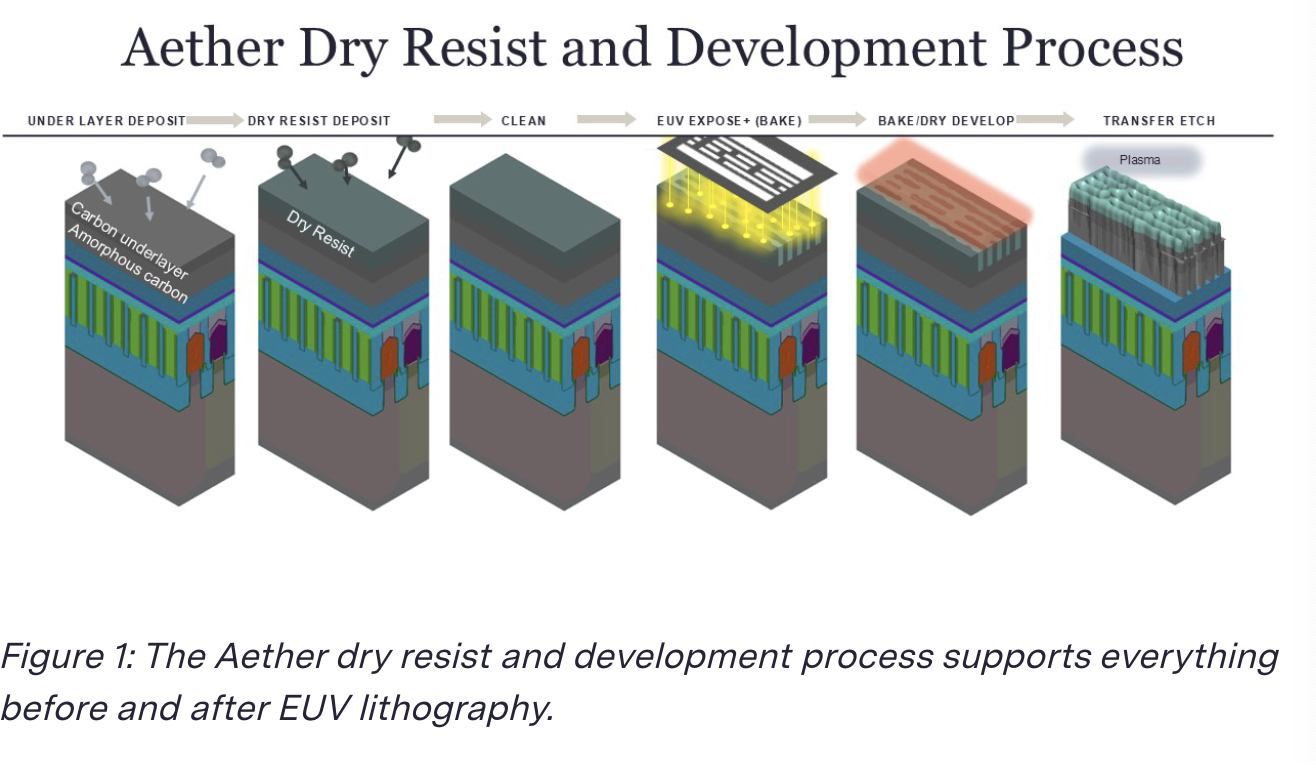 Aether Dry Resist and Development Process
UNDER LAYER DEPOSIT
DRY RESIST DEPOSIT
CLEAN
EUV EXPOSE+ (BAKE)
BAKE/DRY DEVELOP
TRANSFER ETCH
Carbon underlayer
Amorphous carbon
Dry Resist
Plasma
Figure 1: The Aether dry resist and development process supports everything
before and after EUV lithography.